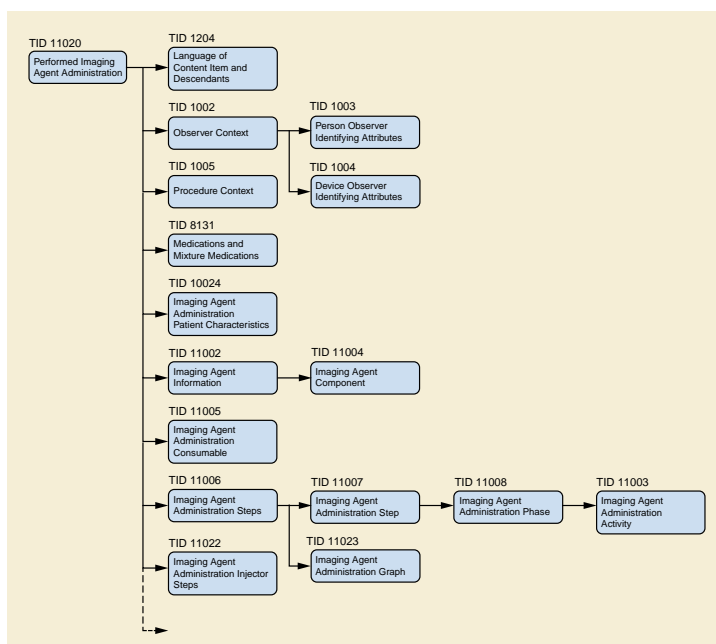 TID 11020
Performed Imaging
Agent Administration
TID 1204
Language of
Content Item and
Descendants
TID 1002
Observer Context
TID 1003
Person Observer
Identifying Attributes
TID 1004
Device Observer
Identifying Attributes
TID 1005
Procedure Context
TID 8131
Medications and
Mixture Medications
TID 10024
Imaging Agent
Administration
Patient Characteristics
TID 11002
Imaging Agent
Information
TID 11004
Imaging Agent
Component
TID 11005
Imaging Agent
Administration
Consumable
TID 11006
Imaging Agent
Administration Steps
TID 11007
Imaging Agent
Administration Step
TID 11008
Imaging Agent
Administration Phase
TID 11003
Imaging Agent
Administration
Activity
TID 11023
Imaging Agent
Administration Graph
TID 11022
Imaging Agent
Administration Injector
Steps